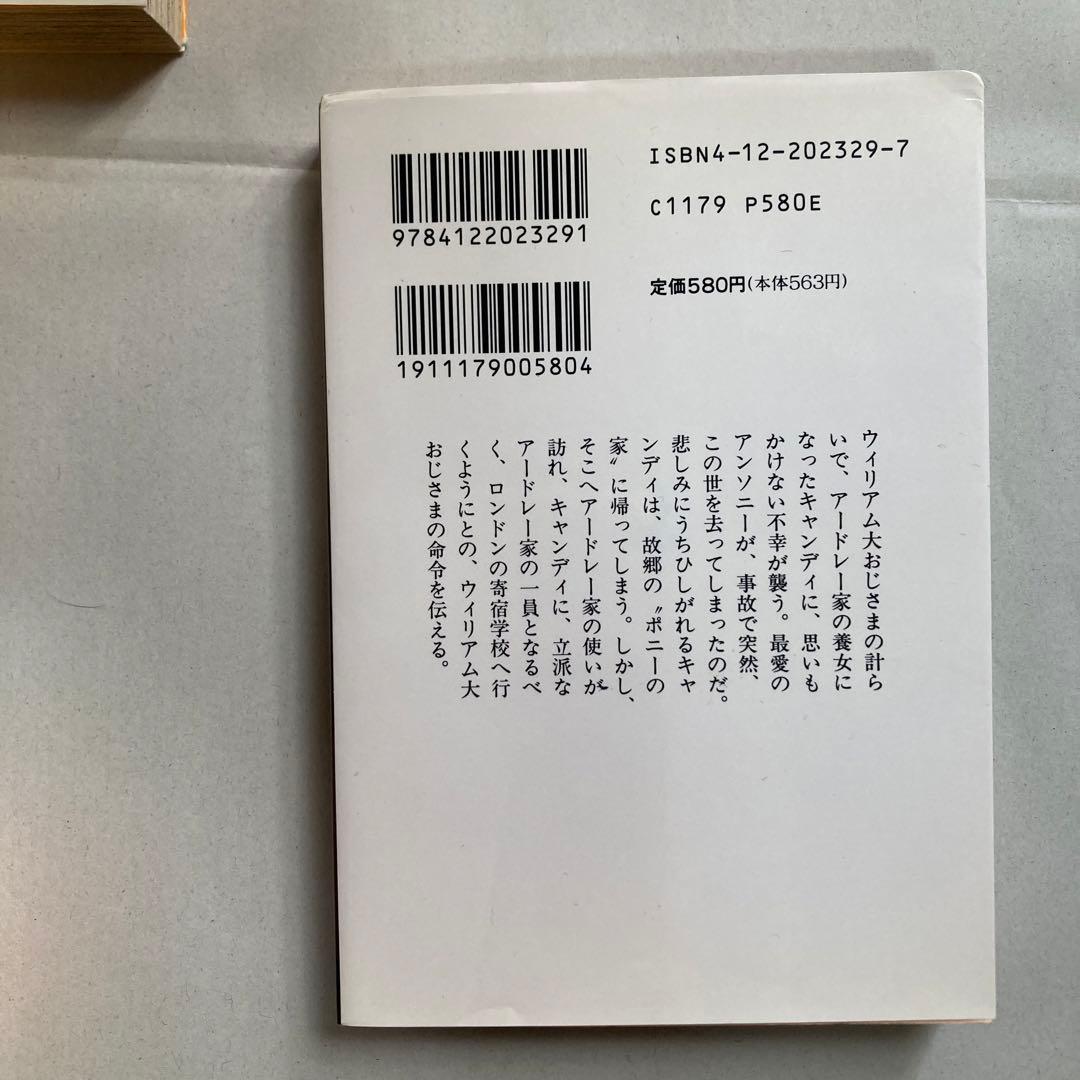 9784122023291
ISBN4-12-202329-7
C1179 P580E
定価580円(本体563円)
1911179005804
ウィリアム大おじさまの計ら
いで、アードレー家の養女に
なったキャンディに、思いも
かけない不幸が襲う。最愛の
アンソニーが、事故で突然、
この世を去ってしまったのだ。
悲しみにうちひしがれるキャ
ンディは、故郷の〝ポニーの
家〟に帰ってしまう。しかし、
そこへアードレー家の使いが
訪れ、キャンディに、立派な
アードレー家の一員となるべ
く、ロンドンの寄宿学校へ行
くようにとの、ウィリアム大
おじさまの命令を伝える。